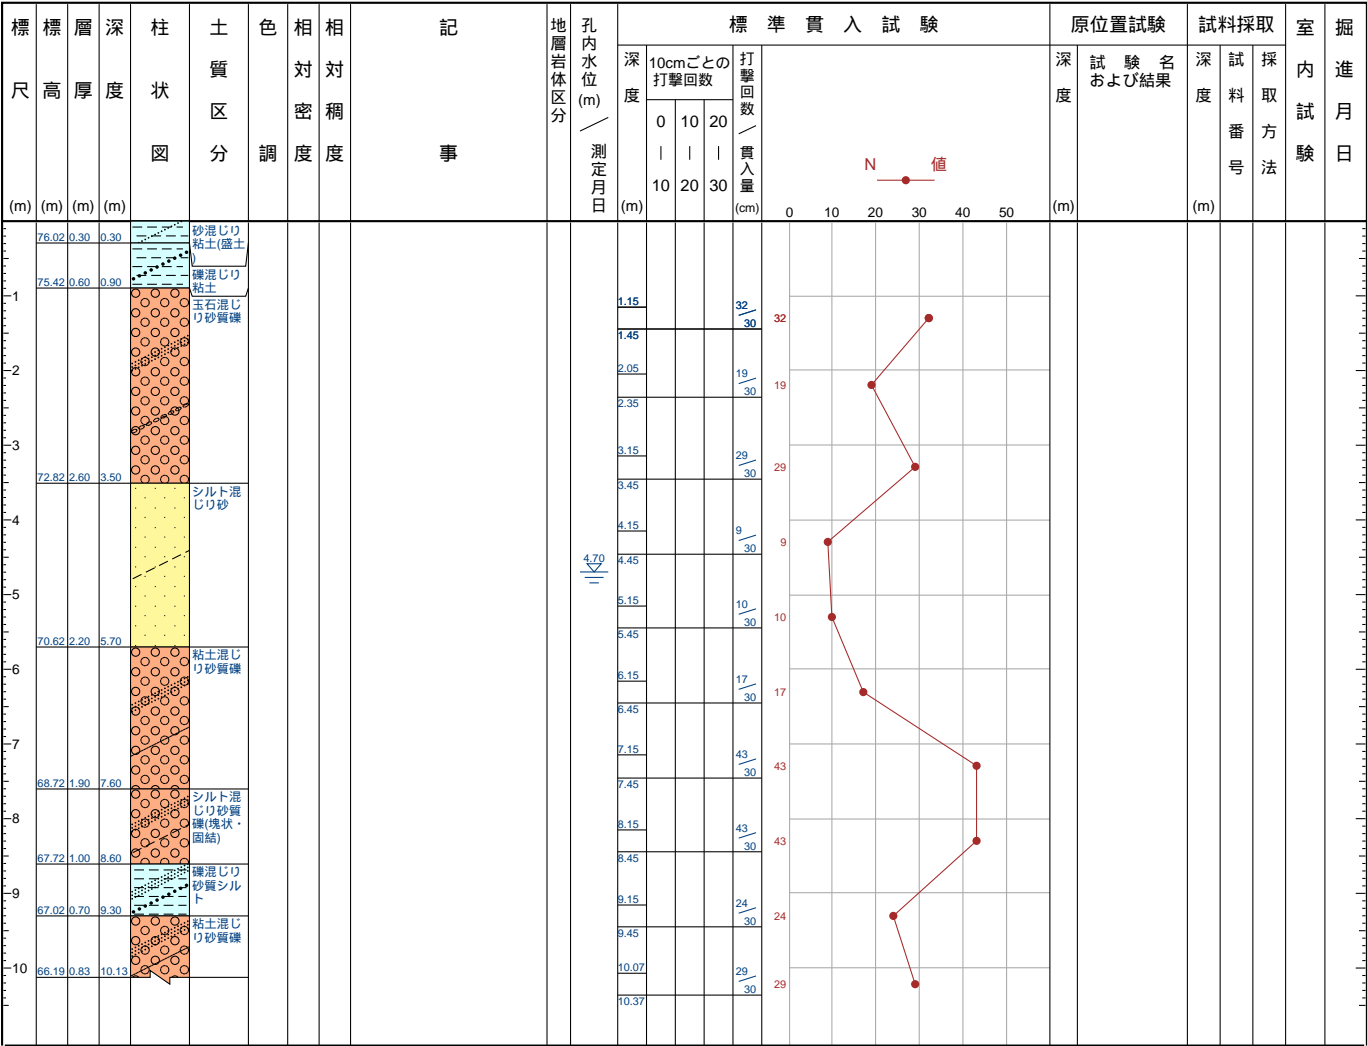 標尺 (m)
標高 (m)
層厚 (m)
深度 (m)
柱状図
土質区分
色調
相対密度
相対稠度
記事
地層岩体区分
孔内水位(m)／測定月日
標準貫入試験
深度 (m)
10cmごとの
打撃回数
0 10 20
| | |
10 20 30
打撃回数／貫入量 (cm)
N 値
0 10 20 30 40 50
原位置試験
深度 (m)
試験名
および結果
試料採取
深度 (m)
試料番号
採取方法
室内試験
掘進月日
76.02 0.30 0.30
砂混じり
粘土(盛土
)
75.42 0.60 0.90
礫混じり
粘土
72.82 2.60 3.50
玉石混じ
り砂質礫
70.62 2.20 5.70
シルト混
じり砂
68.72 1.90 7.60
粘土混じ
り砂質礫
67.72 1.00 8.60
シルト混
じり砂質
礫(塊状・
固結)
67.02 0.70 9.30
礫混じり
砂質シル
ト
66.19 0.83 10.13
粘土混じ
り砂質礫
1
2
3
4
5
6
7
8
9
10
4.70
1.15 32
30 32
1.45
2.05 19
30 19
2.35
3.15 29
30 29
3.45
4.15 9
30 9
4.45
5.15 10
30 10
5.45
6.15 17
30 17
6.45
7.15 43
30 43
7.45
8.15 43
30 43
8.45
9.15 24
30 24
9.45
10.07 29
30 29
10.37